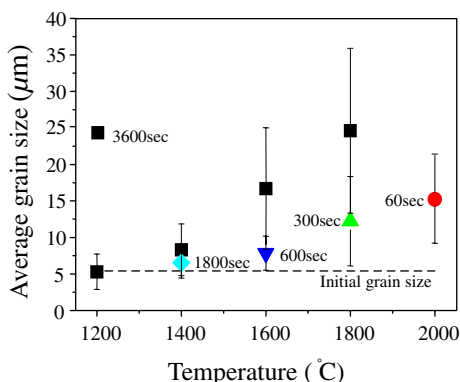 Average grain size (μm)
40
35
30
25
20
15
10
5
0
3600sec
1800sec
600sec
300sec
60sec
Initial grain size
1200 1400 1600 1800 2000
Temperature (°C)